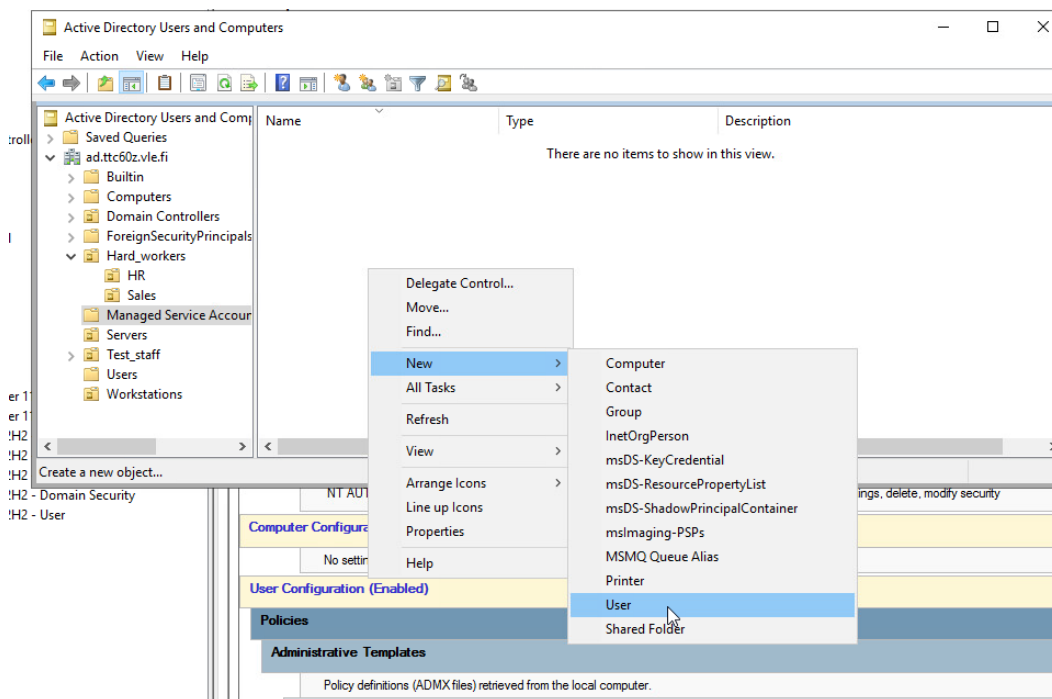 Active Directory Users and Computers
File Action View Help
Active Directory Users and Comp
Saved Queries
ad.ttc60z.vle.fi
Builtin
Computers
Domain Controllers
ForeignSecurityPrincipals
Hard_workers
HR
Sales
Managed Service Accour
Servers
Test_staff
Users
Workstations
Name Type Description
There are no items to show in this view.
Delegate Control...
Move...
Find...
New
All Tasks
Refresh
View
Arrange Icons
Line up Icons
Properties
Help
Computer
Contact
Group
InetOrgPerson
msDS-KeyCredential
msDS-ResourcePropertyList
msDS-ShadowPrincipalContainer
msImaging-PSPs
MSMQ Queue Alias
Printer
User
Shared Folder
Create a new object...
er 11
er 11
H2
H2
H2
H2 - Domain Security
H2 - User
NT AUT
ings, delete, modify security
Computer Configura
No settin
User Configuration (Enabled)
Policies
Administrative Templates
Policy definitions (ADMX files) retrieved from the local computer.